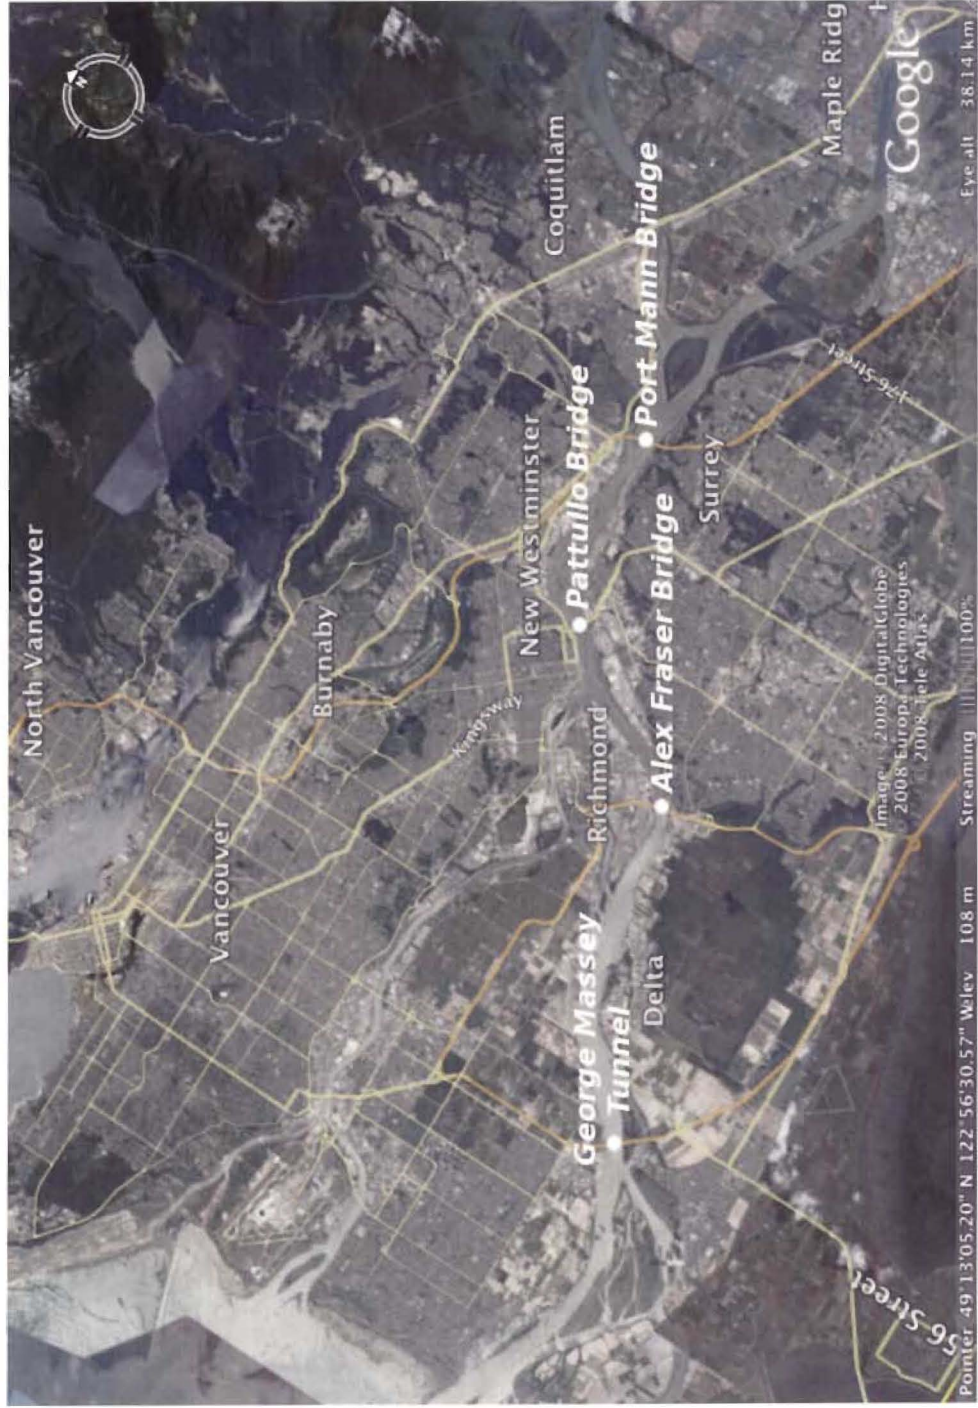 North Vancouver
N
Vancouver
Burnaby
Coquitlam
Maple Ridg
Kingsway
New Westminster
Pattullo Bridge
Port Mann Bridge
Richmond
Alex Fraser Bridge
Surrey
176 Street
George Massey
Tunnel
Delta
56 Street
Image © 2008 DigitalGlobe
2008 Europa Technologies
2008 Tele Atlas
Google
Pointer 49°13'05.20" N 122°56'30.57" W elev 108 m Streaming 100% Eye alt 38.14 km